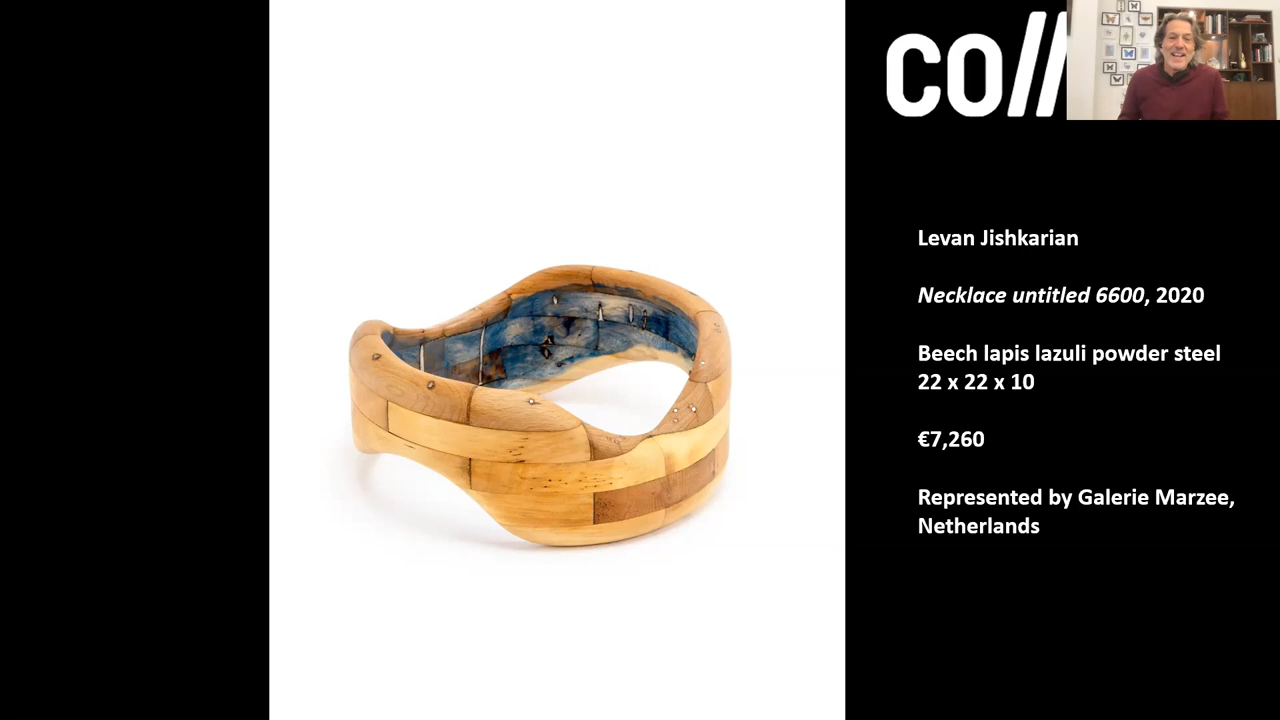 co//
Levan Jishkarian
Necklace untitled 6600, 2020
Beech lapis lazuli powder steel
22 x 22 x 10
€7,260
Represented by Galerie Marzee,
Netherlands